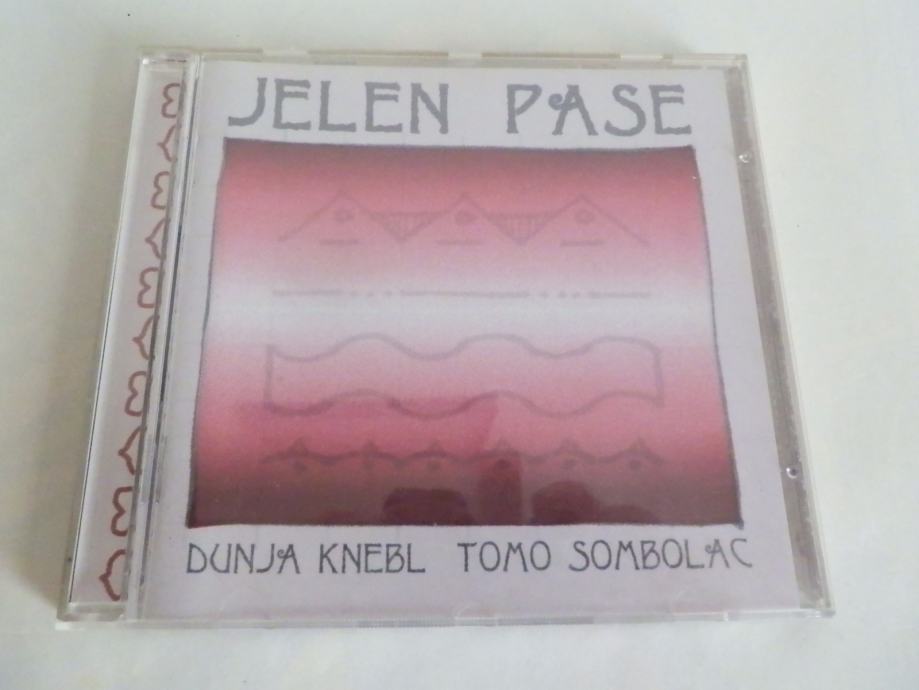 JELEN PASE
DUNJA KNEBL TOMO SOMBOLAC